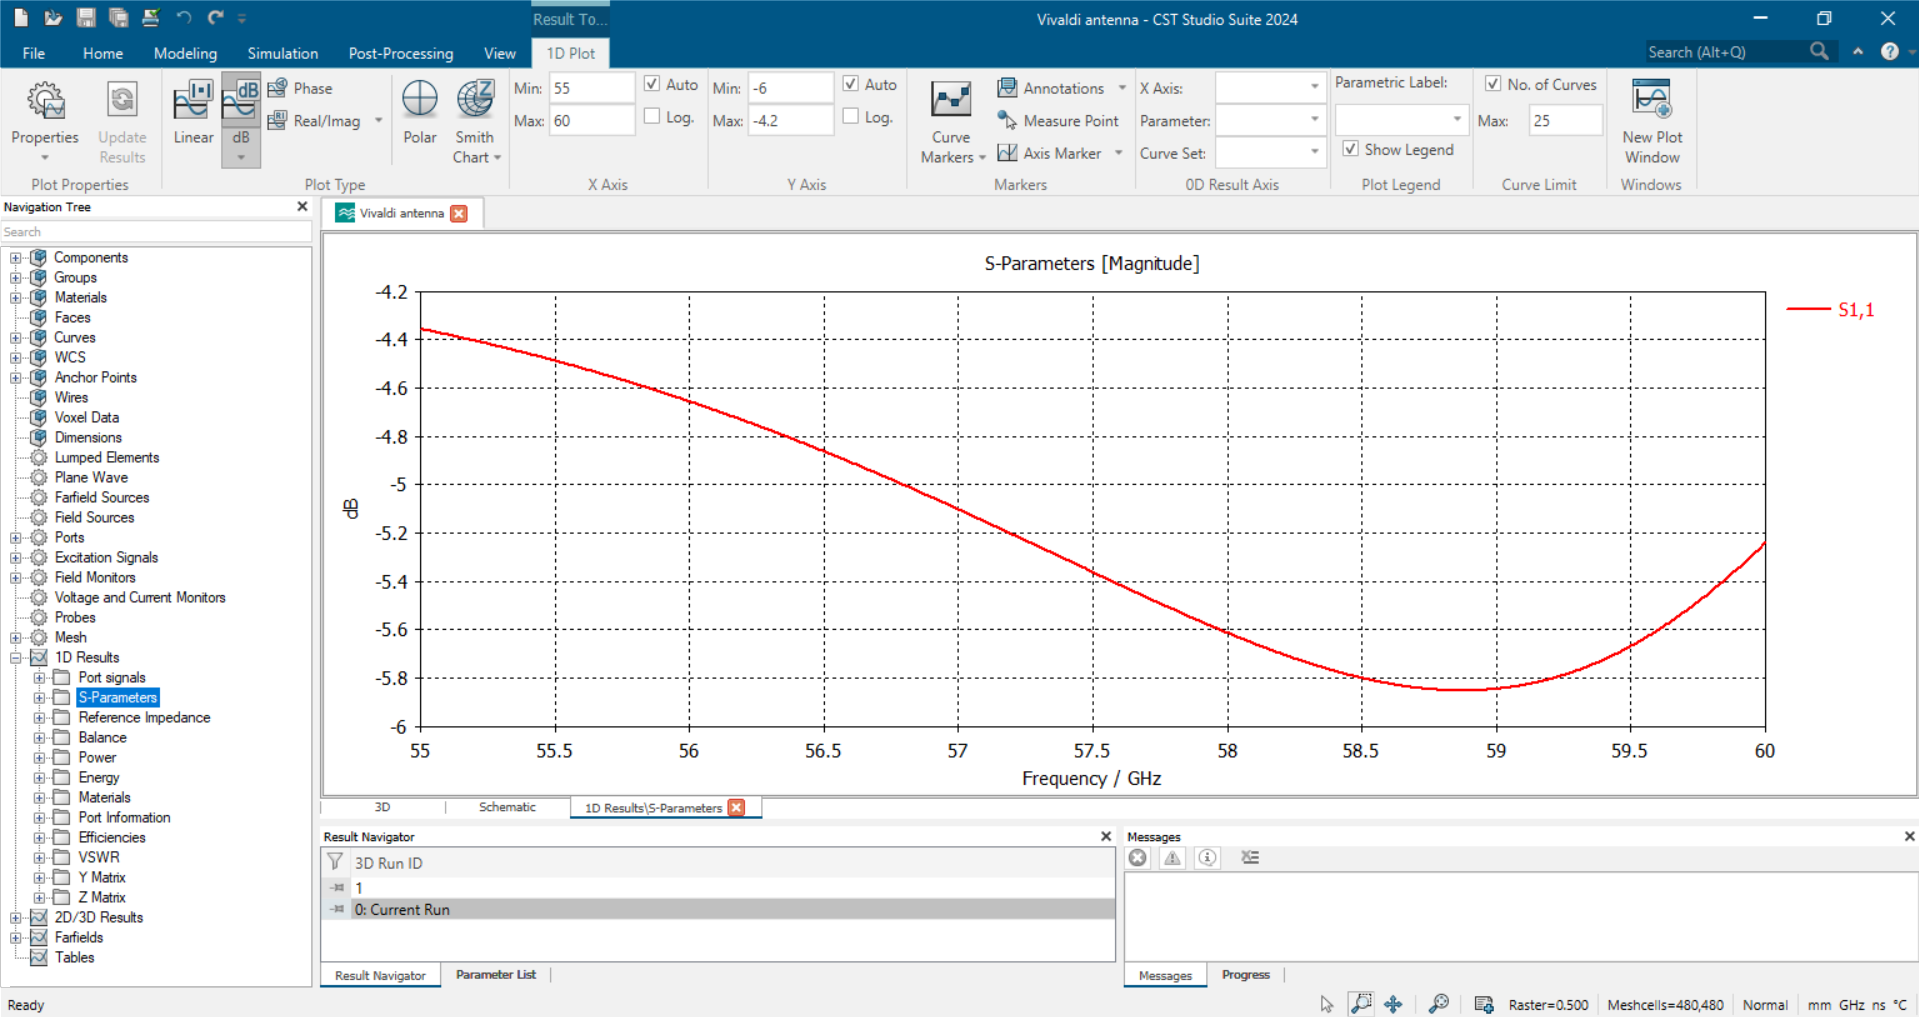 Result To...
Vivaldi antenna - CST Studio Suite 2024
File Home Modeling Simulation Post-Processing View 1D Plot
Search (Alt+Q)
Properties
Update Results
Plot Properties
Linear
dB
Phase
Real/Imag
Polar
Smith Chart
Plot Type
Min: 55
Max: 60
Auto
Log.
X Axis
Min: -6
Max: -4.2
Auto
Log.
Y Axis
Curve Markers
Annotations
Measure Point
Axis Marker
Markers
X Axis:
Parameter:
Curve Set:
0D Result Axis
Parametric Label:
Show Legend
Plot Legend
No. of Curves
Max: 25
Curve Limit
New Plot Window
Windows
Navigation Tree
Search
Components
Groups
Materials
Faces
Curves
WCS
Anchor Points
Wires
Voxel Data
Dimensions
Lumped Elements
Plane Wave
Farfield Sources
Field Sources
Ports
Excitation Signals
Field Monitors
Voltage and Current Monitors
Probes
Mesh
1D Results
Port signals
S-Parameters
Reference Impedance
Balance
Power
Energy
Materials
Port Information
Efficiencies
VSWR
Y Matrix
Z Matrix
2D/3D Results
Farfields
Tables
Vivaldi antenna
S-Parameters [Magnitude]
S1,1
-4.2
-4.4
-4.6
-4.8
-5
-5.2
-5.4
-5.6
-5.8
-6
dB
55 55.5 56 56.5 57 57.5 58 58.5 59 59.5 60
Frequency / GHz
3D Schematic 1D Results\S-Parameters
Result Navigator
3D Run ID
1
0: Current Run
Result Navigator Parameter List
Messages
Messages Progress
Ready
Raster=0.500 Meshcells=480,480 Normal mm GHz ns °C